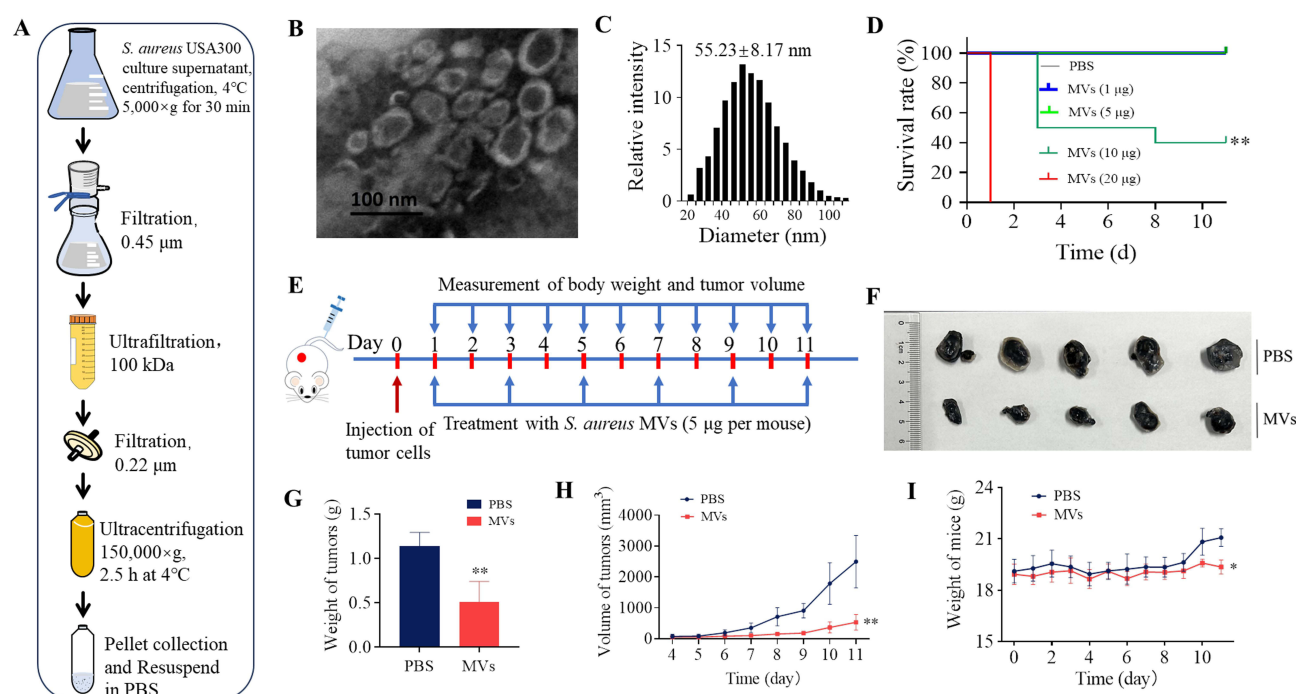 A
S. aureus USA300
culture supernatant,
centrifugation, 4℃
5,000×g for 30 min
Filtration,
0.45 μm
Ultrafiltration,
100 kDa
Filtration,
0.22 μm
Ultracentrifugation
150,000×g,
2.5 h at 4℃
Pellet collection
and Resuspend
in PBS
B
100 nm
C
55.23±8.17 nm
Relative intensity
15
10
5
0
20 40 60 80 100
Diameter (nm)
D
Survival rate (%)
100
80
60
40
20
0
PBS
MVs (1 μg)
MVs (5 μg)
MVs (10 μg)
MVs (20 μg)
**
0 2 4 6 8 10
Time (d)
E
Measurement of body weight and tumor volume
Day 0 1 2 3 4 5 6 7 8 9 10 11
Injection of
tumor cells
Treatment with S. aureus MVs (5 μg per mouse)
F
0
1cm
2
3
4
5
6
PBS
MVs
G
Weight of tumors (g)
1.5
1.0
0.5
0.0
PBS
MVs
**
PBS MVs
H
Volume of tumors (mm³)
4000
3000
2000
1000
0
PBS
MVs
**
4 5 6 7 8 9 10 11
Time (day)
I
Weight of mice (g)
24
21
18
15
PBS
MVs
*
0 2 4 6 8 10
Time (day)